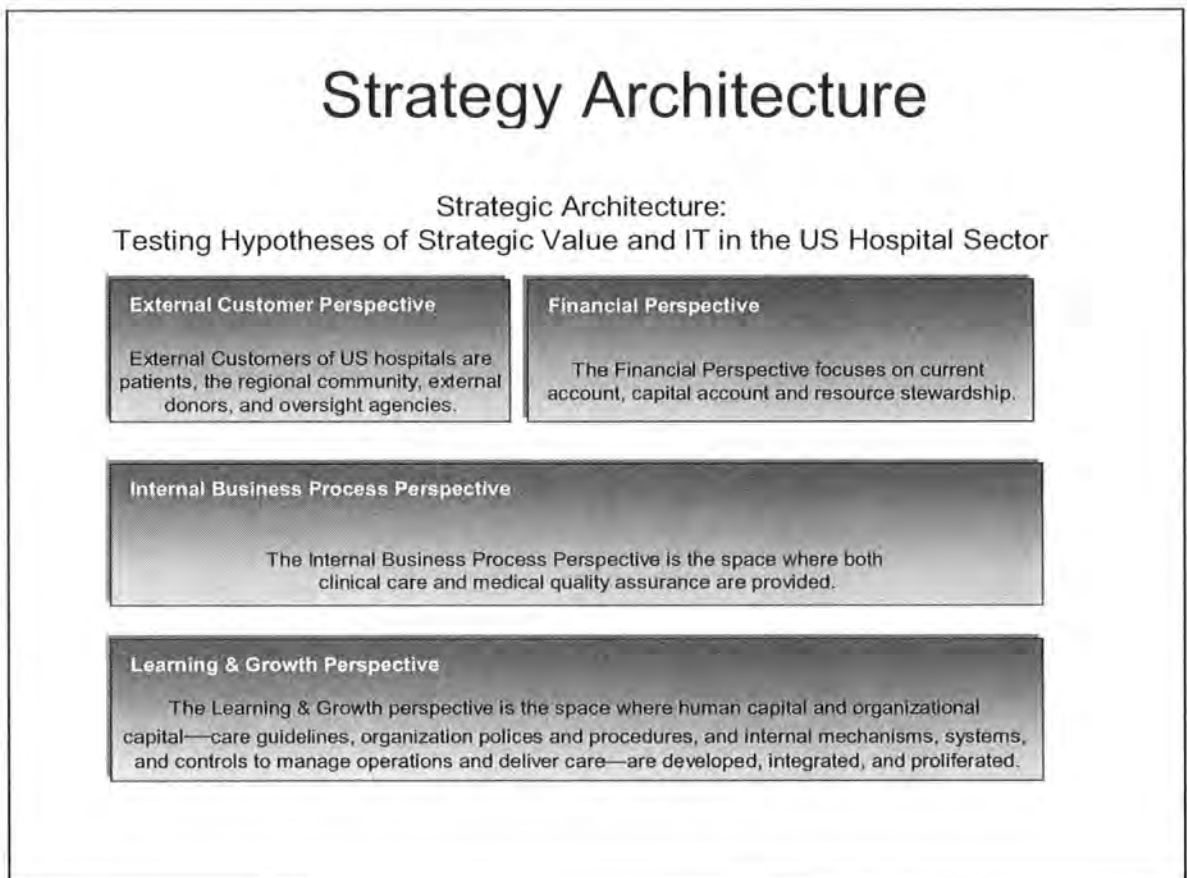 Strategy Architecture
Strategic Architecture:
Testing Hypotheses of Strategic Value and IT in the US Hospital Sector
External Customer Perspective
External Customers of US hospitals are
patients, the regional community, external
donors, and oversight agencies.
Financial Perspective
The Financial Perspective focuses on current
account, capital account and resource stewardship.
Internal Business Process Perspective
The Internal Business Process Perspective is the space where both
clinical care and medical quality assurance are provided.
Learning & Growth Perspective
The Learning & Growth perspective is the space where human capital and organizational
capital—care guidelines, organization polices and procedures, and internal mechanisms, systems,
and controls to manage operations and deliver care—are developed, integrated, and proliferated.